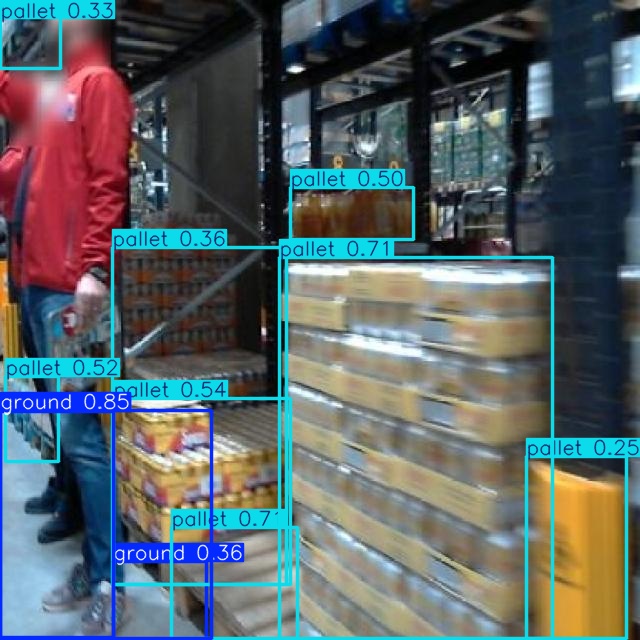 pallet 0.33
pallet 0.50
pallet 0.36
pallet 0.71
pallet 0.52
pallet 0.54
ground 0.85
pallet 0.25
pallet 0.71
ground 0.36